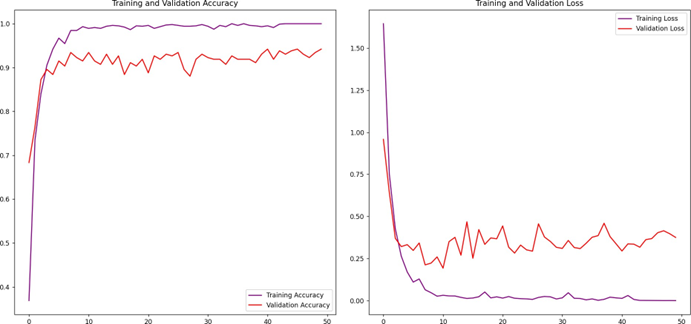 Training and Validation Accuracy
1.0
0.9
0.8
0.7
0.6
0.5
0.4
0 10 20 30 40 50
Training Accuracy
Validation Accuracy
Training and Validation Loss
1.50
1.25
1.00
0.75
0.50
0.25
0.00
0 10 20 30 40 50
Training Loss
Validation Loss